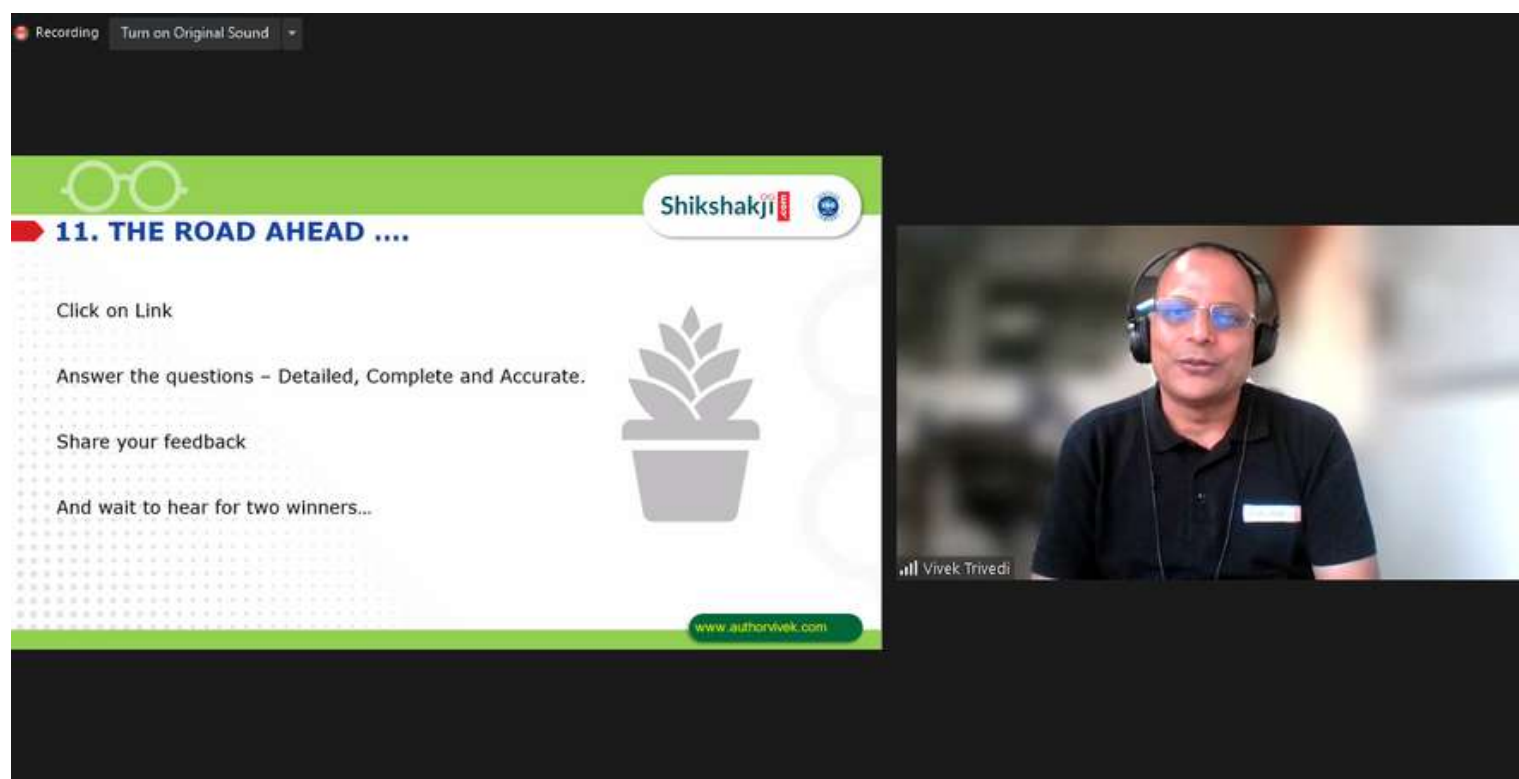 Recording Turn on Original Sound
Shikshakji.com
11. THE ROAD AHEAD ....
Click on Link
Answer the questions – Detailed, Complete and Accurate.
Share your feedback
And wait to hear for two winners...
Vivek Trivedi
www.authorvivek.com